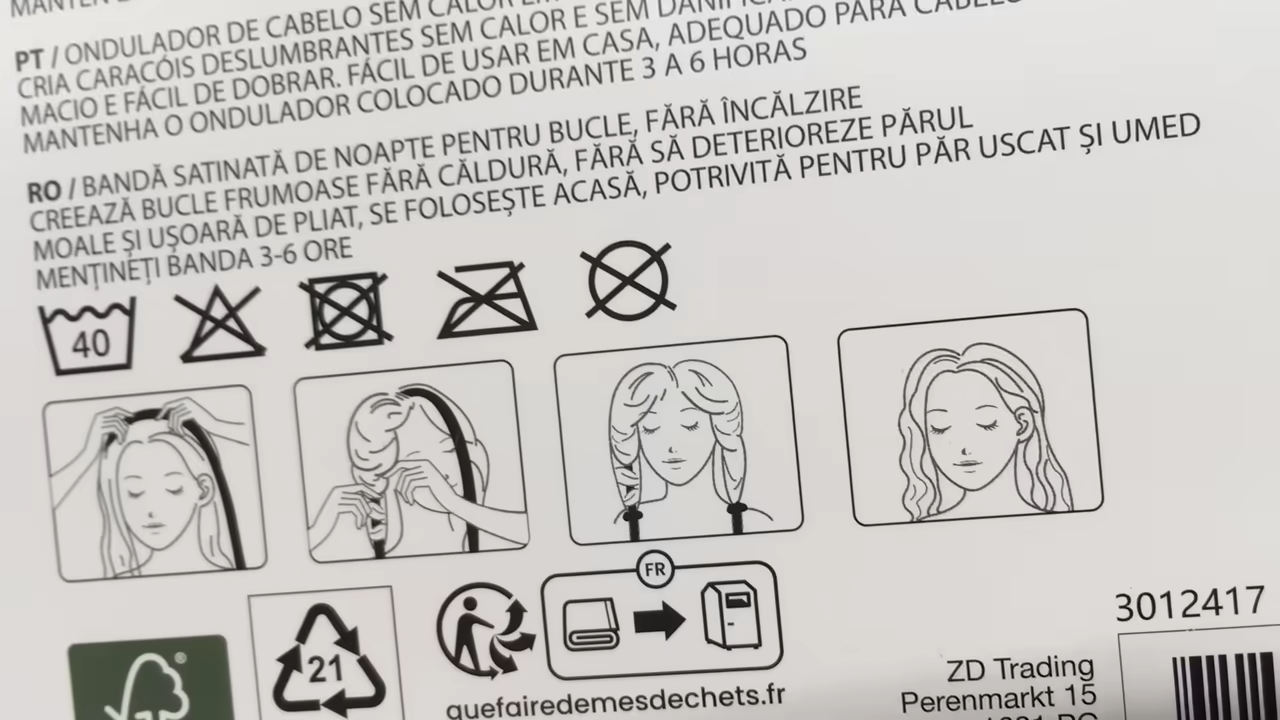 PT / ONDULADOR DE CABELO SEM CALOR
CRIA CARACÓIS DESLUMBRANTES SEM CALOR E SEM
MACIO E FÁCIL DE DOBRAR. FÁCIL DE USAR EM CASA, ADEQUADO PARA
MANTENHA O ONDULADOR COLOCADO DURANTE 3 A 6 HORAS
RO / BANDĂ SATINATĂ DE NOAPTE PENTRU BUCLE, FĂRĂ ÎNCĂLZIRE
CREEAZĂ BUCLE FRUMOASE FĂRĂ CĂLDURĂ, FĂRĂ SĂ DETERIOREZE PĂRUL
MOALE ȘI UȘOARĂ DE PLIAT, SE FOLOSEȘTE ACASĂ, POTRIVITĂ PENTRU PĂR USCAT ȘI UMED
MENȚINEȚI BANDA 3-6 ORE
40
FR
21
quefairedemesdechets.fr
3012417
ZD Trading
Perenmarkt 15